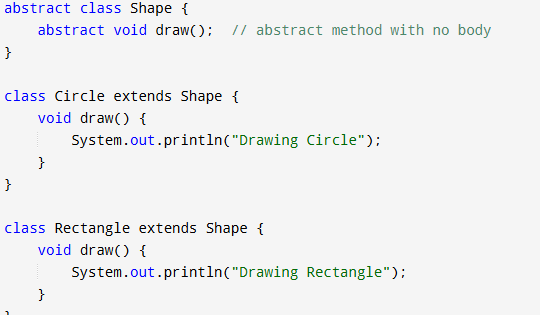 abstract class Shape {
    abstract void draw();  // abstract method with no body
}

class Circle extends Shape {
    void draw() {
        System.out.println("Drawing Circle");
    }
}

class Rectangle extends Shape {
    void draw() {
        System.out.println("Drawing Rectangle");
    }
}